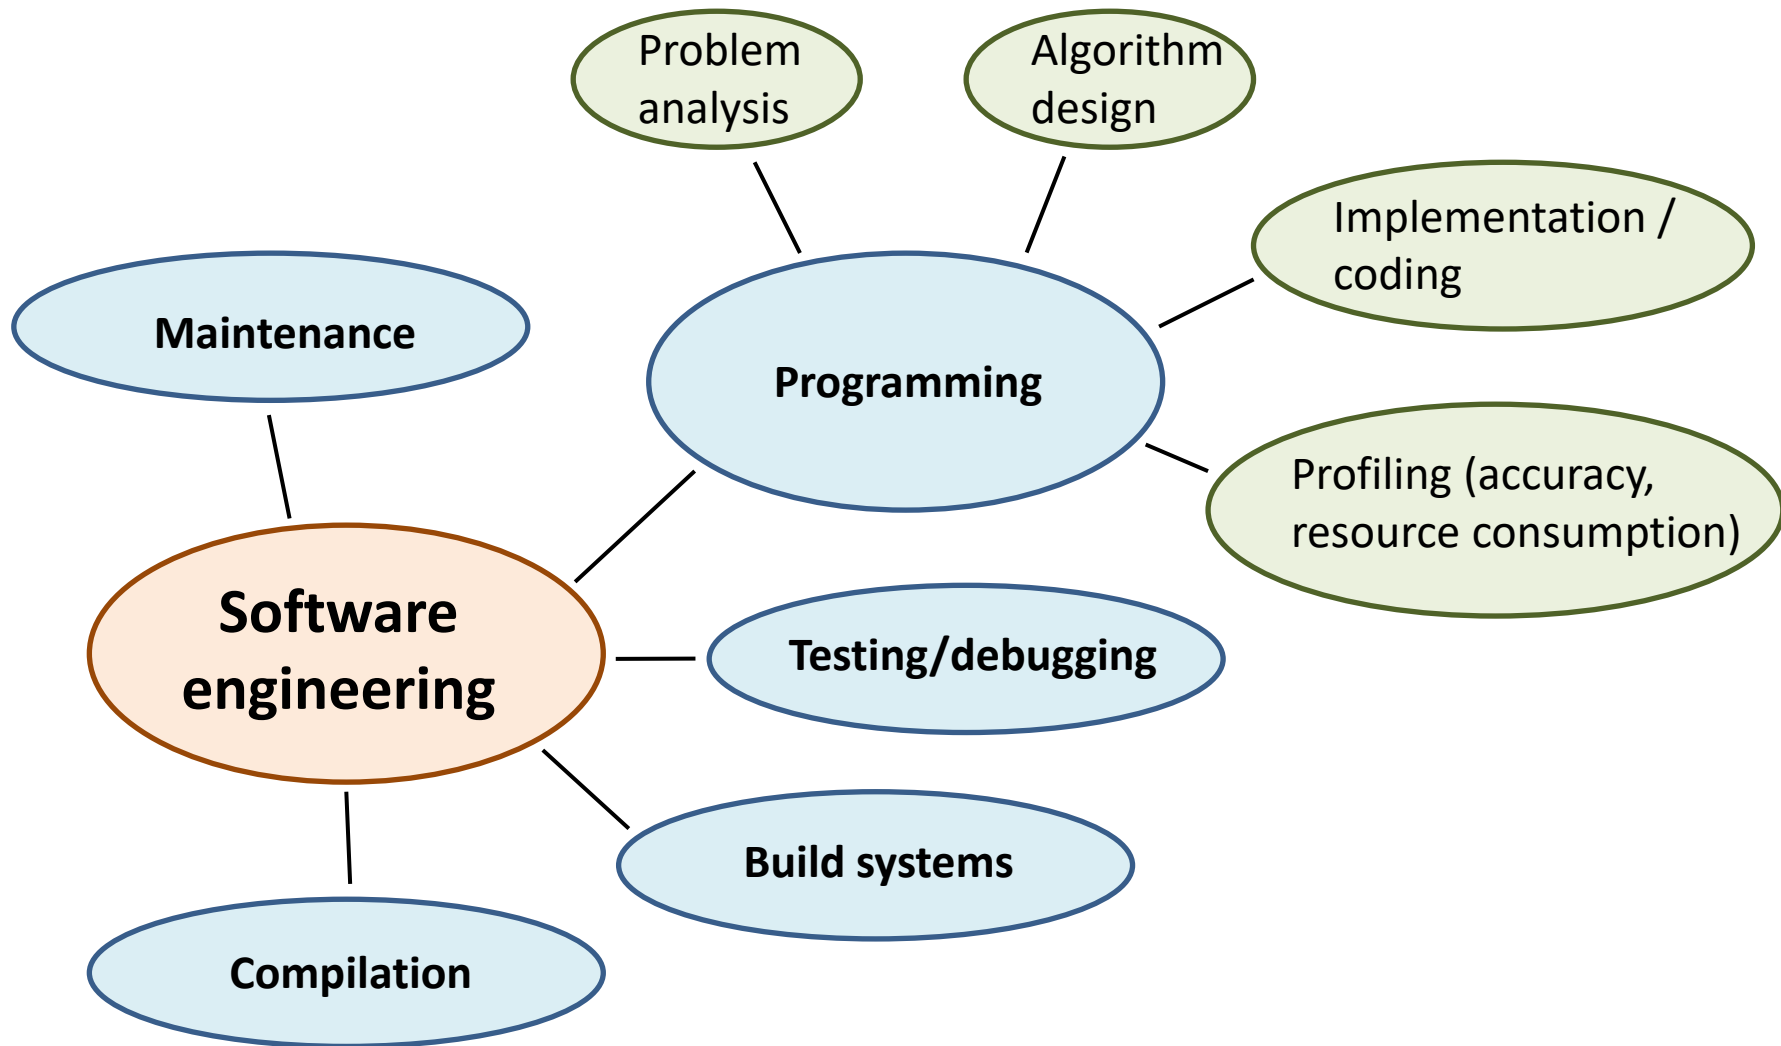 Problem
analysis
Algorithm
design
Implementation /
coding
Maintenance
Programming
Profiling (accuracy,
resource consumption)
Software
engineering
Testing/debugging
Build systems
Compilation